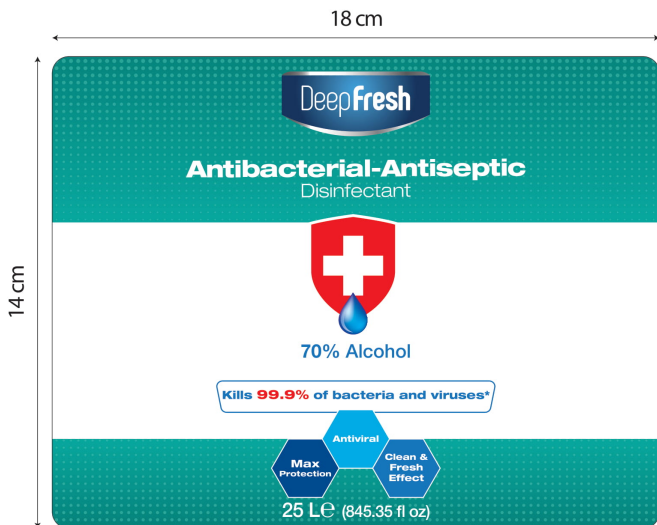 18 cm
14 cm
DeepFresh
Antibacterial-Antiseptic
Disinfectant
70% Alcohol
Kills 99.9% of bacteria and viruses*
Antiviral
Max
Protection
Clean &
Fresh
Effect
25 L℮ (845.35 fl oz)